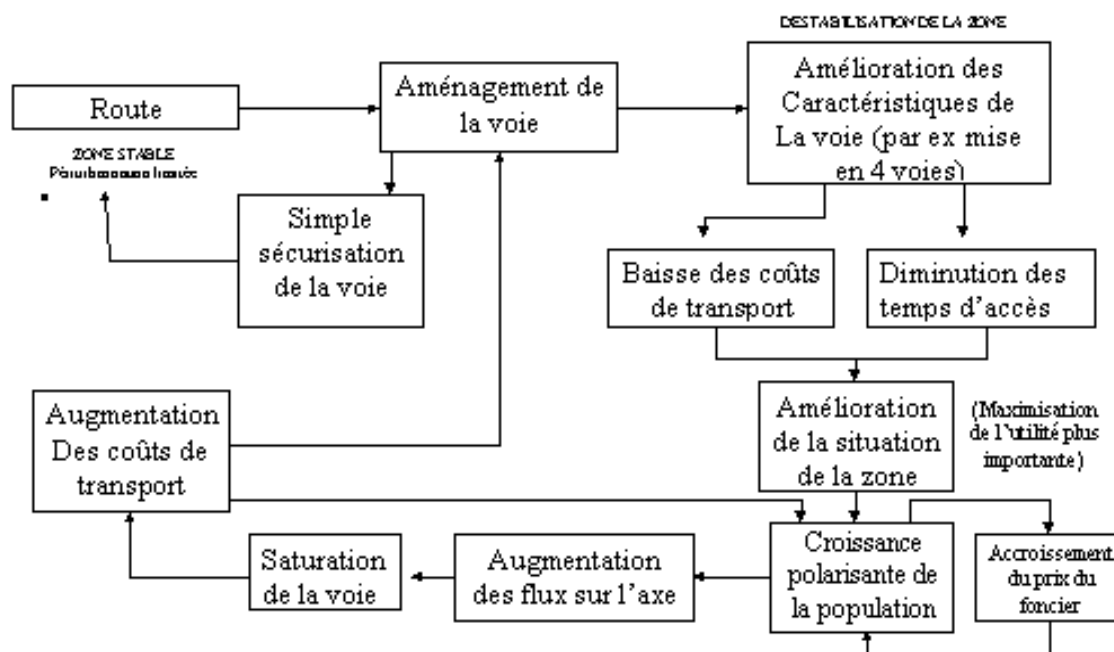 DESTABILISATION DE LA ZONE
Route
Aménagement de
la voie
Amélioration des
Caractéristiques de
La voie (par ex mise
en 4 voies)
ZONE STABLE
Simple
sécurisation
de la voie
Baisse des coûts
de transport
Diminution des
temps d'accès
Augmentation
Des coûts de
transport
Amélioration
de la situation
de la zone
(Maximisation
de l'utilité plus
importante)
Saturation
de la voie
Augmentation
des flux sur l'axe
Croissance
polarisante de
la population
Accroissement
du prix du
foncier